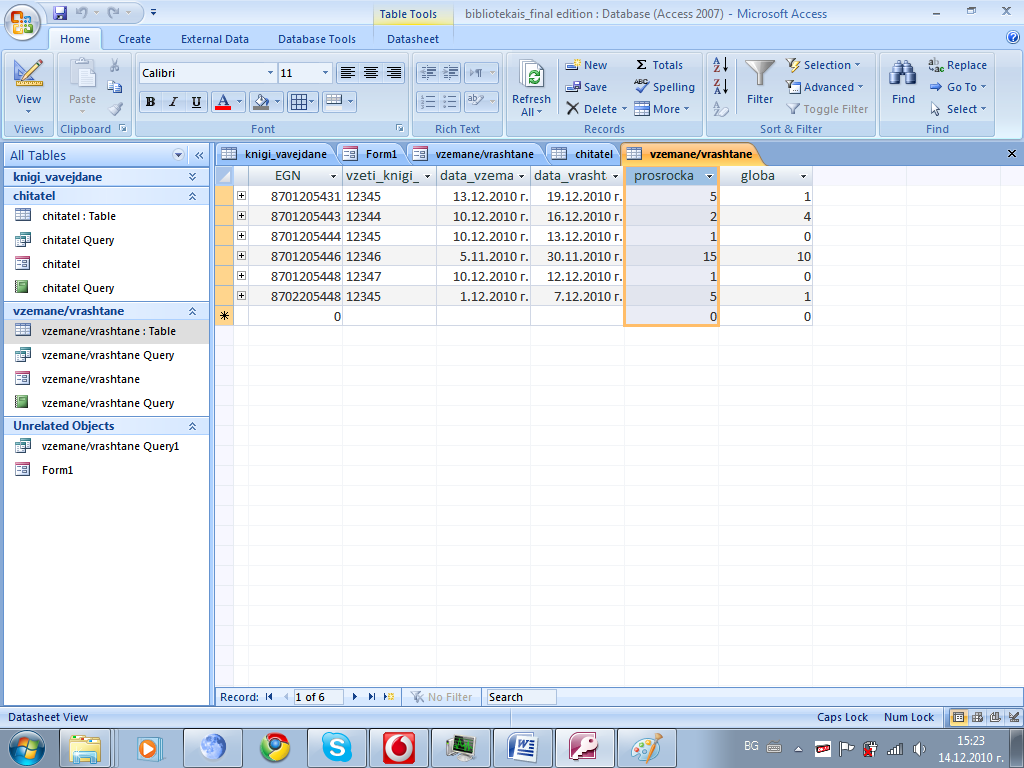 Table Tools
bibliotekais_final edition : Database (Access 2007) - Microsoft Access
Home Create External Data Database Tools Datasheet
View
Paste
Calibri 11
B I U A
Refresh All
New
Save
Delete
Σ Totals
ABC Spelling
More
A Z
Z A
Filter
Selection
Advanced
Toggle Filter
Find
Replace
Go To
Select
Views Clipboard Font Rich Text Records Sort & Filter Find
All Tables
knigi_vavejdane
chitatel
chitatel : Table
chitatel Query
chitatel
chitatel Query
vzemane/vrashtane
vzemane/vrashtane : Table
vzemane/vrashtane Query
vzemane/vrashtane
vzemane/vrashtane Query
Unrelated Objects
vzemane/vrashtane Query1
Form1
knigi_vavejdane Form1 vzemane/vrashtane chitatel vzemane/vrashtane
EGN vzeti_knigi_ data_vzema data_vrasht prosrocka globa
8701205431 12345 13.12.2010 г. 19.12.2010 г. 5 1
8701205443 12344 10.12.2010 г. 16.12.2010 г. 2 4
8701205444 12345 10.12.2010 г. 13.12.2010 г. 1 0
8701205446 12346 5.11.2010 г. 30.11.2010 г. 15 10
8701205448 12347 10.12.2010 г. 12.12.2010 г. 1 0
8702205448 12345 1.12.2010 г. 7.12.2010 г. 5 1
* 0 0 0
Record: 1 of 6 No Filter Search
Datasheet View Caps Lock Num Lock
BG 15:23
14.12.2010 г.